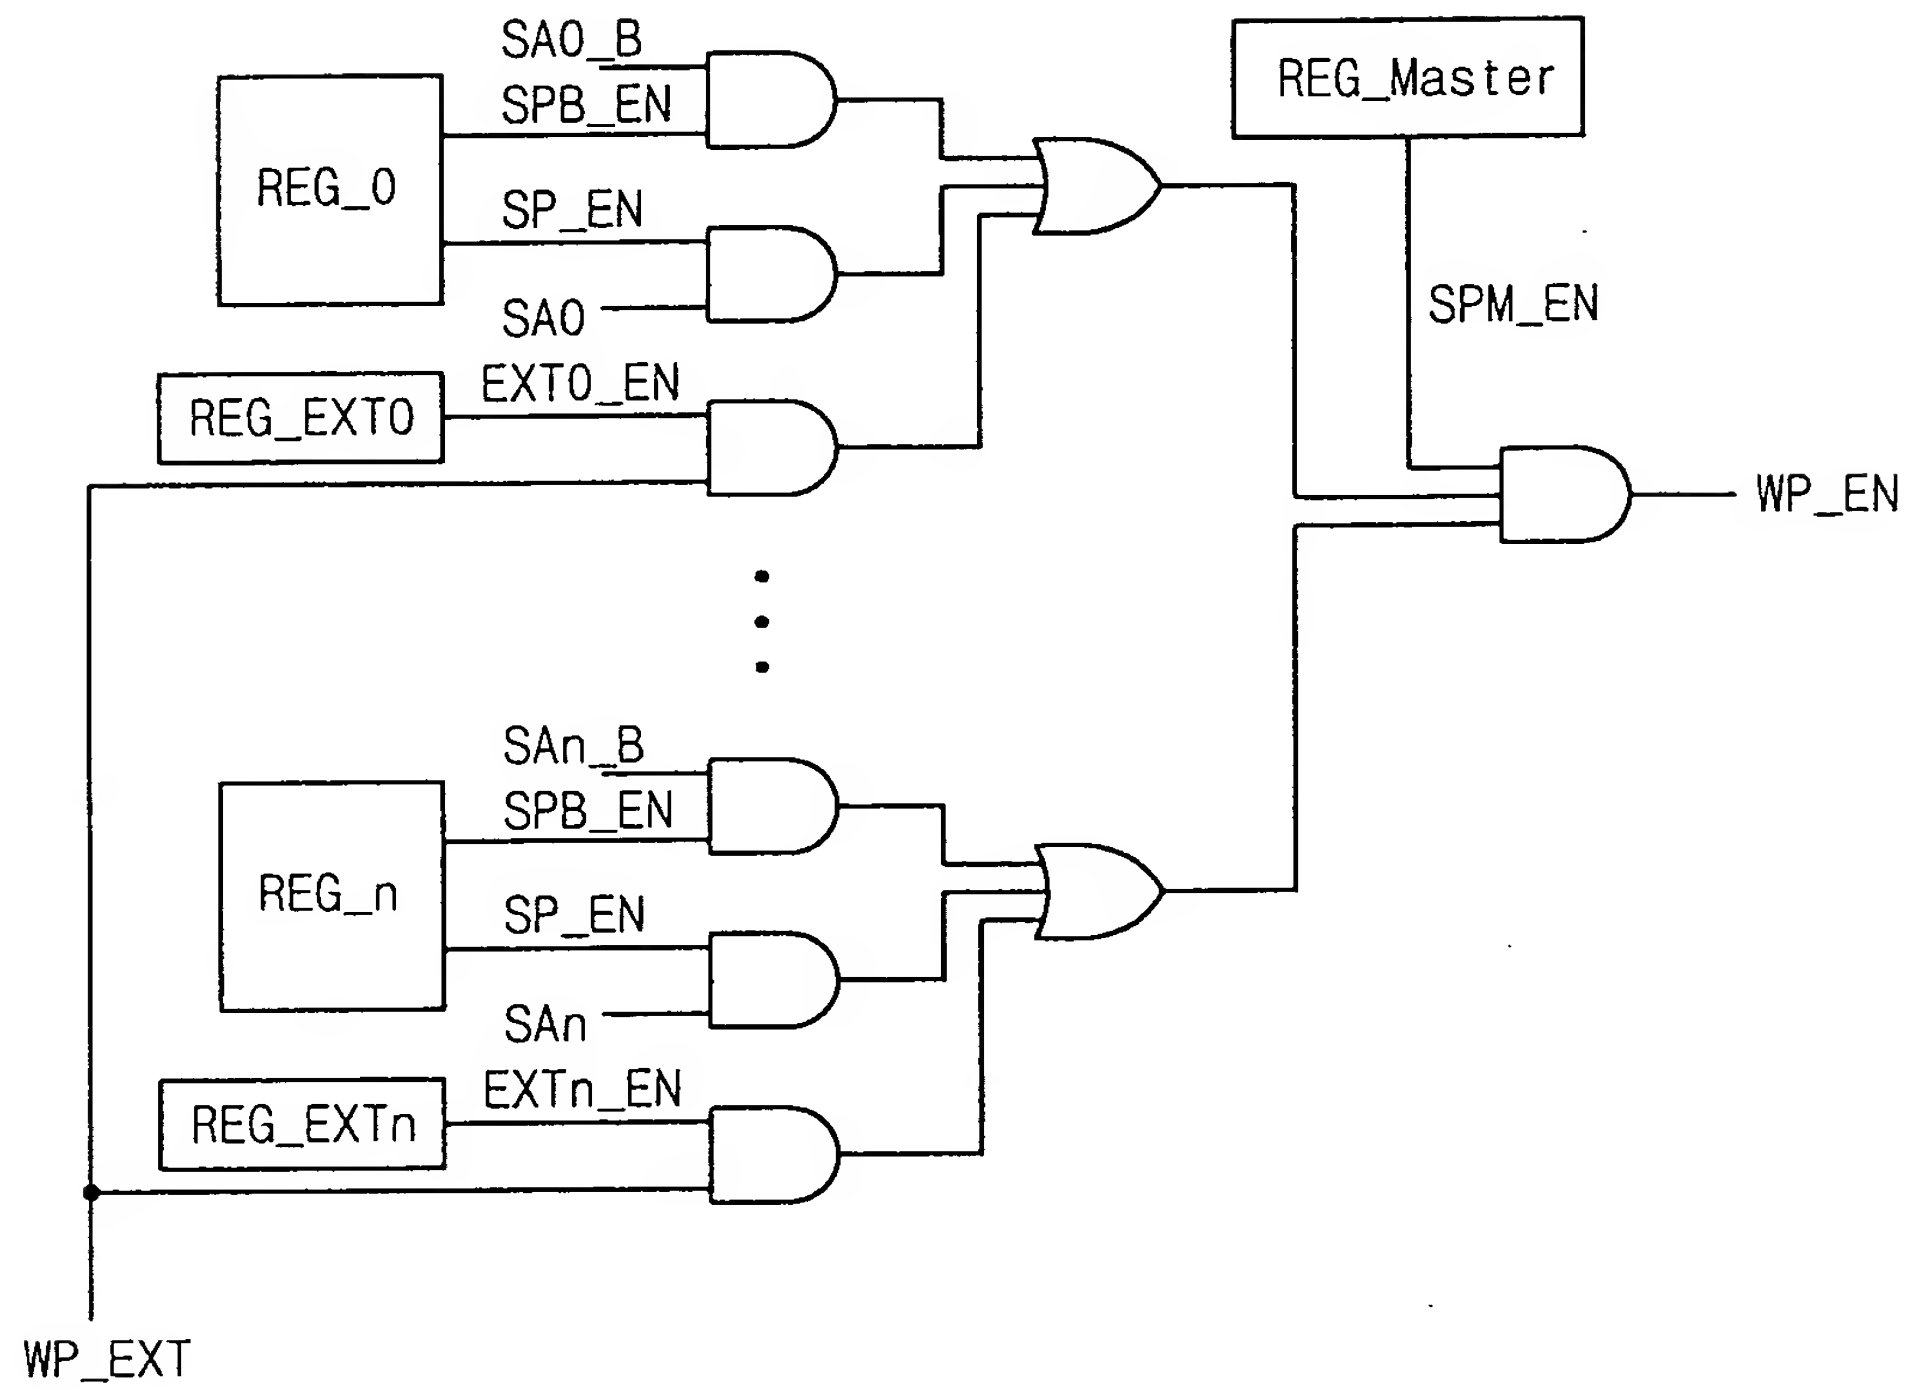 SA0_B
REG_Master
SPB_EN
REG_0
SP_EN
SPM_EN
SA0
EXT0_EN
REG_EXT0
WP_EN
SAn_B
SPB_EN
REG_n
SP_EN
SAn
EXTn_EN
REG_EXTn
WP_EXT